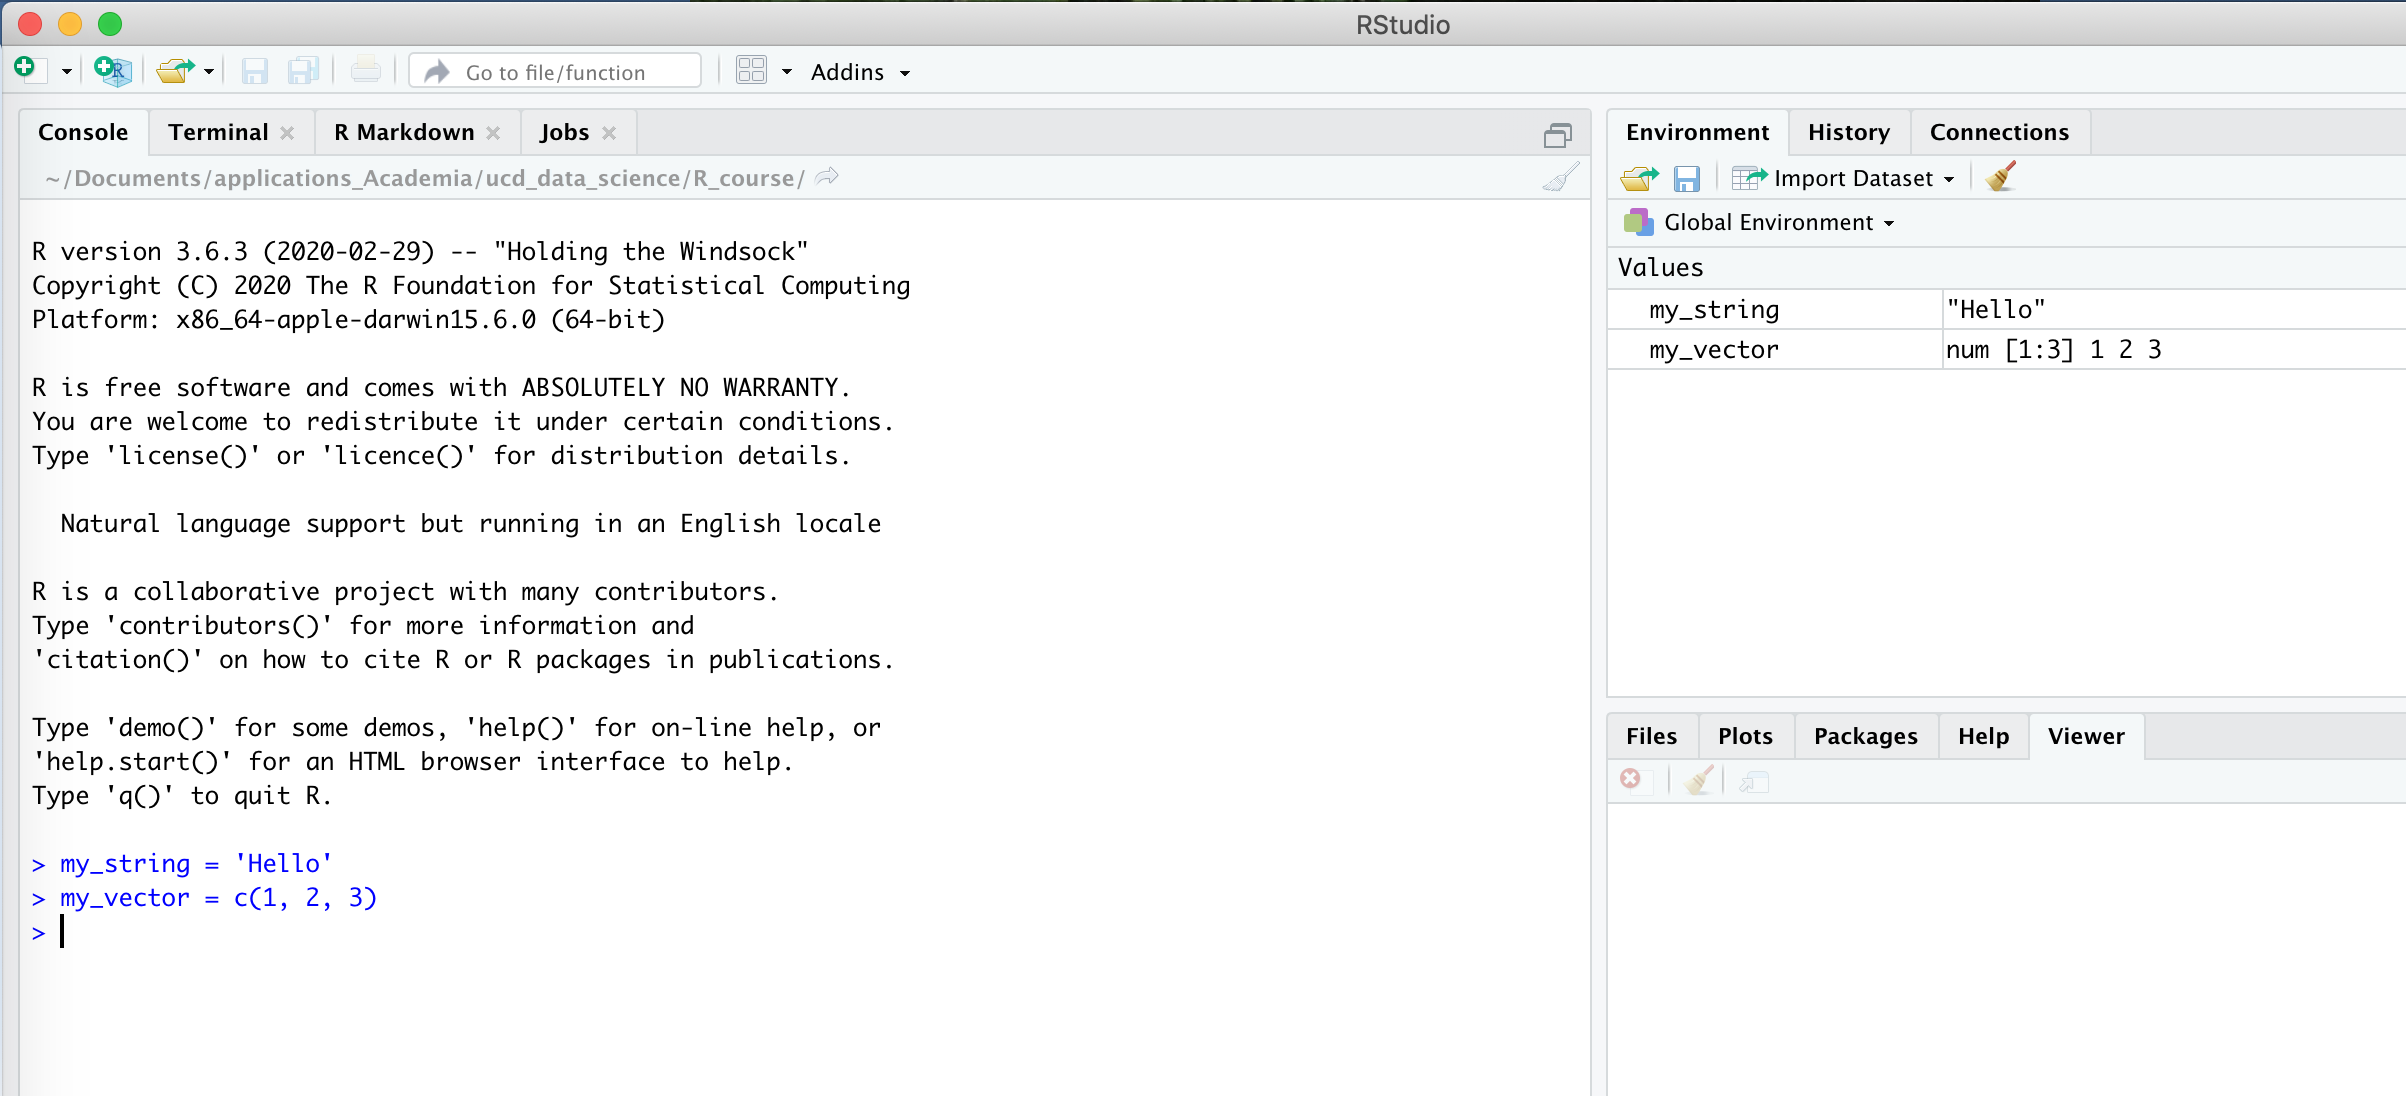 RStudio
Go to file/function
Addins
Console Terminal R Markdown Jobs
~/Documents/applications_Academia/ucd_data_science/R_course/
R version 3.6.3 (2020-02-29) -- "Holding the Windsock"
Copyright (C) 2020 The R Foundation for Statistical Computing
Platform: x86_64-apple-darwin15.6.0 (64-bit)
R is free software and comes with ABSOLUTELY NO WARRANTY.
You are welcome to redistribute it under certain conditions.
Type 'license()' or 'licence()' for distribution details.
Natural language support but running in an English locale
R is a collaborative project with many contributors.
Type 'contributors()' for more information and
'citation()' on how to cite R or R packages in publications.
Type 'demo()' for some demos, 'help()' for on-line help, or
'help.start()' for an HTML browser interface to help.
Type 'q()' to quit R.
> my_string = 'Hello'
> my_vector = c(1, 2, 3)
>
Environment History Connections
Import Dataset
Global Environment
Values
my_string "Hello"
my_vector num [1:3] 1 2 3
Files Plots Packages Help Viewer